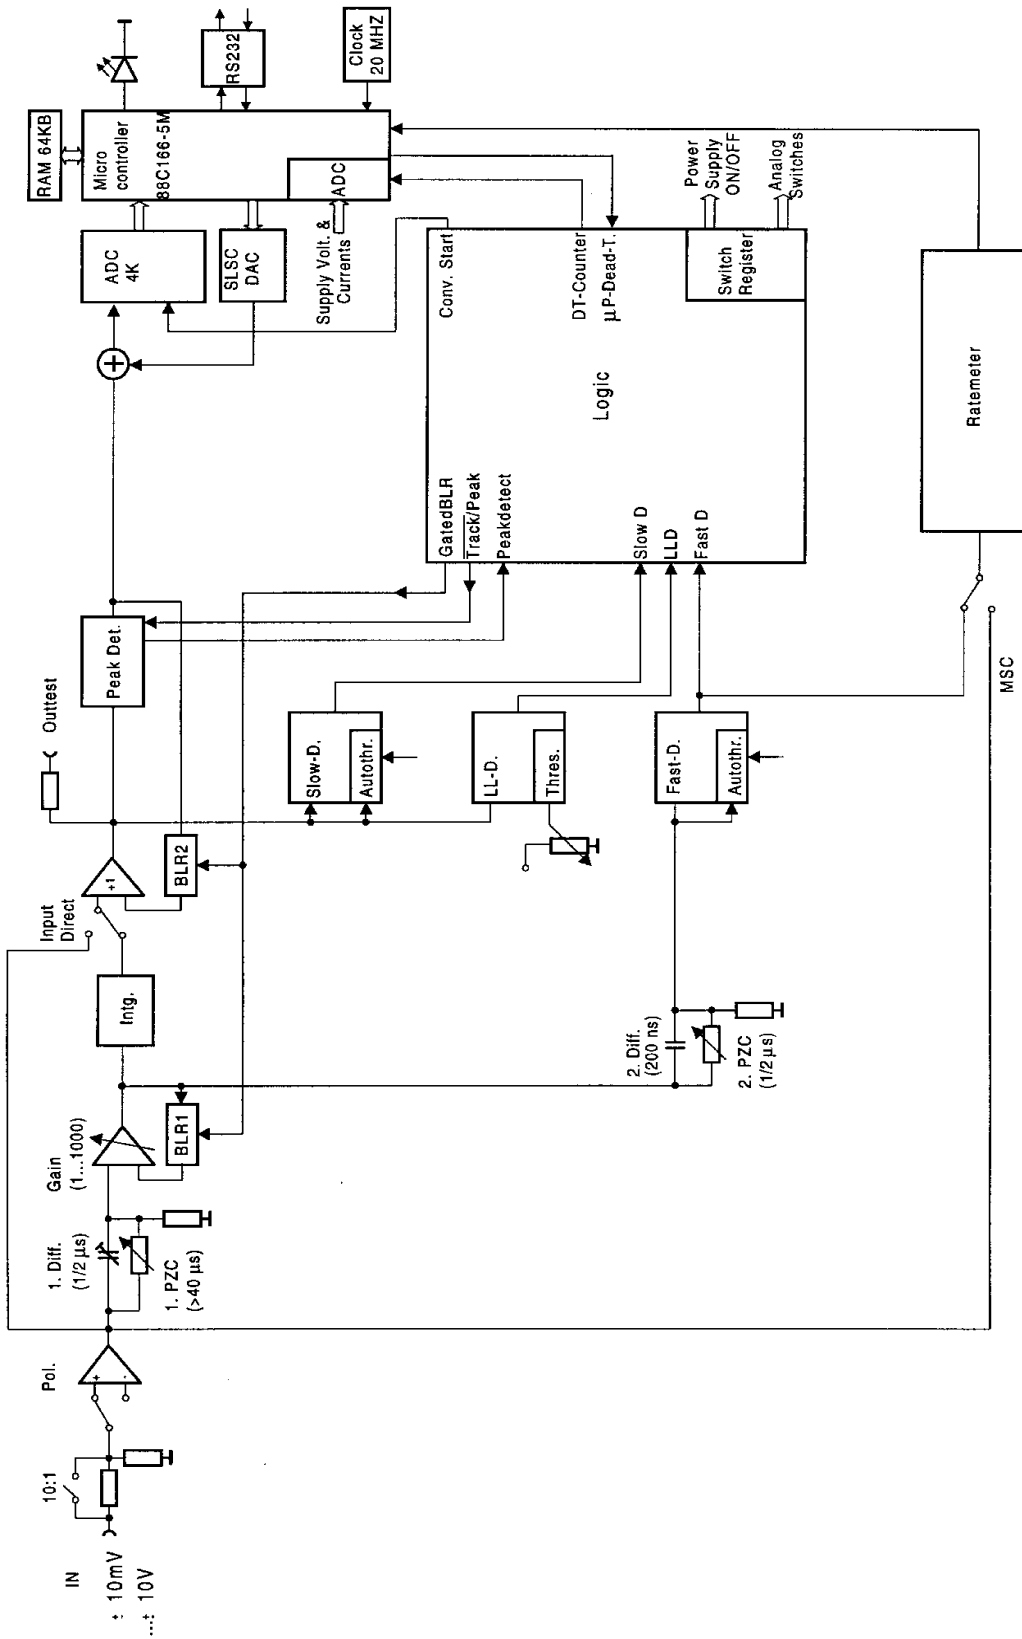 IN
± 10mV
...± 10V
10:1
Pol.
1. Diff.
(1/2 µs)
1. PZC
(>40 µs)
Gain
(1...1000)
BLR1
Intg.
Input
Direct
+1
BLR2
Outtest
Peak Det.
+
ADC
4K
SLSC
DAC
RAM 64KB
Micro
controller
88C166-5M
ADC
RS232
Clock
20 MHZ
Supply Volt. &
Currents
2. Diff.
(200 ns)
2. PZC
(1/2 µs)
Slow-D.
Autothr.
LL-D.
Thres.
Fast-D.
Autothr.
GatedBLR
Track/Peak
Peakdetect
Slow D
LLD
Fast D
Logic
Conv. Start
DT-Counter
µP-Dead-T.
Switch
Register
Power
Supply
ON/OFF
Analog
Switches
MSC
Ratemeter